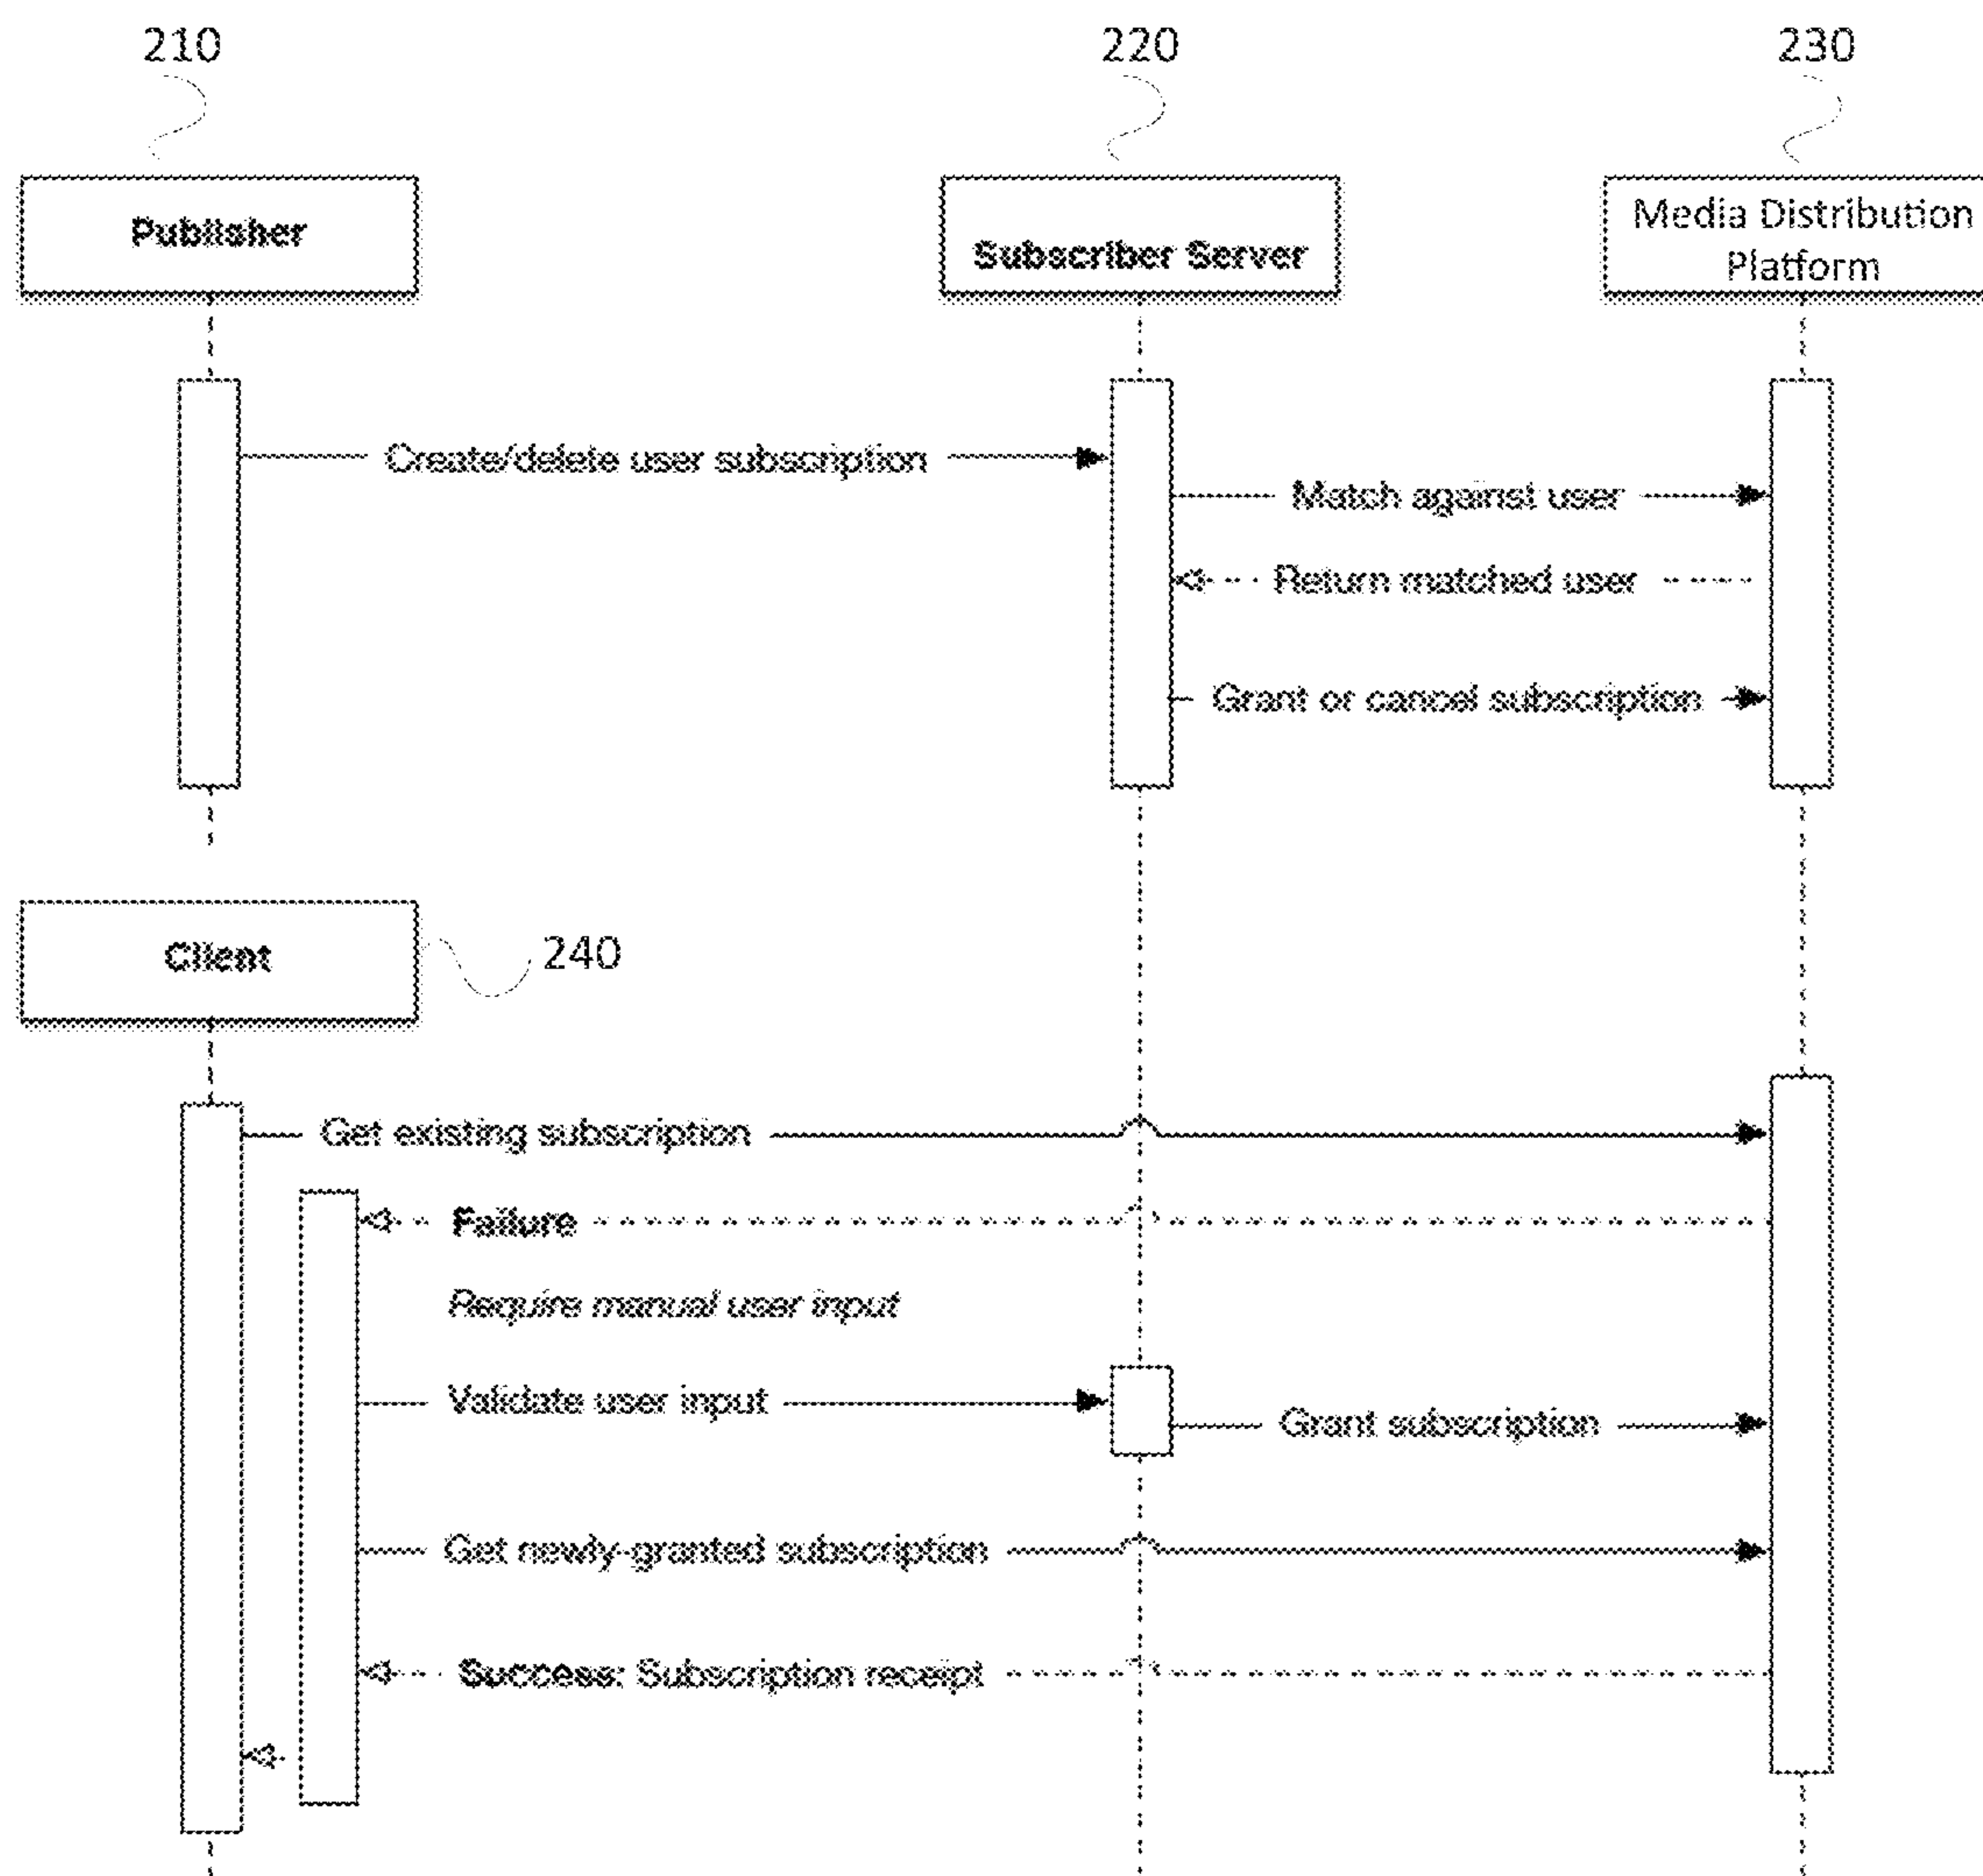 210
220
230
Publisher
Subscriber Server
Media Distribution
Platform
Create/delete user subscription
Match against user
Return matched user
Grant or cancel subscription
Client
240
Get existing subscription
Failure
Require manual user input
Validate user input
Grant subscription
Get newly-granted subscription
Success: Subscription receipt